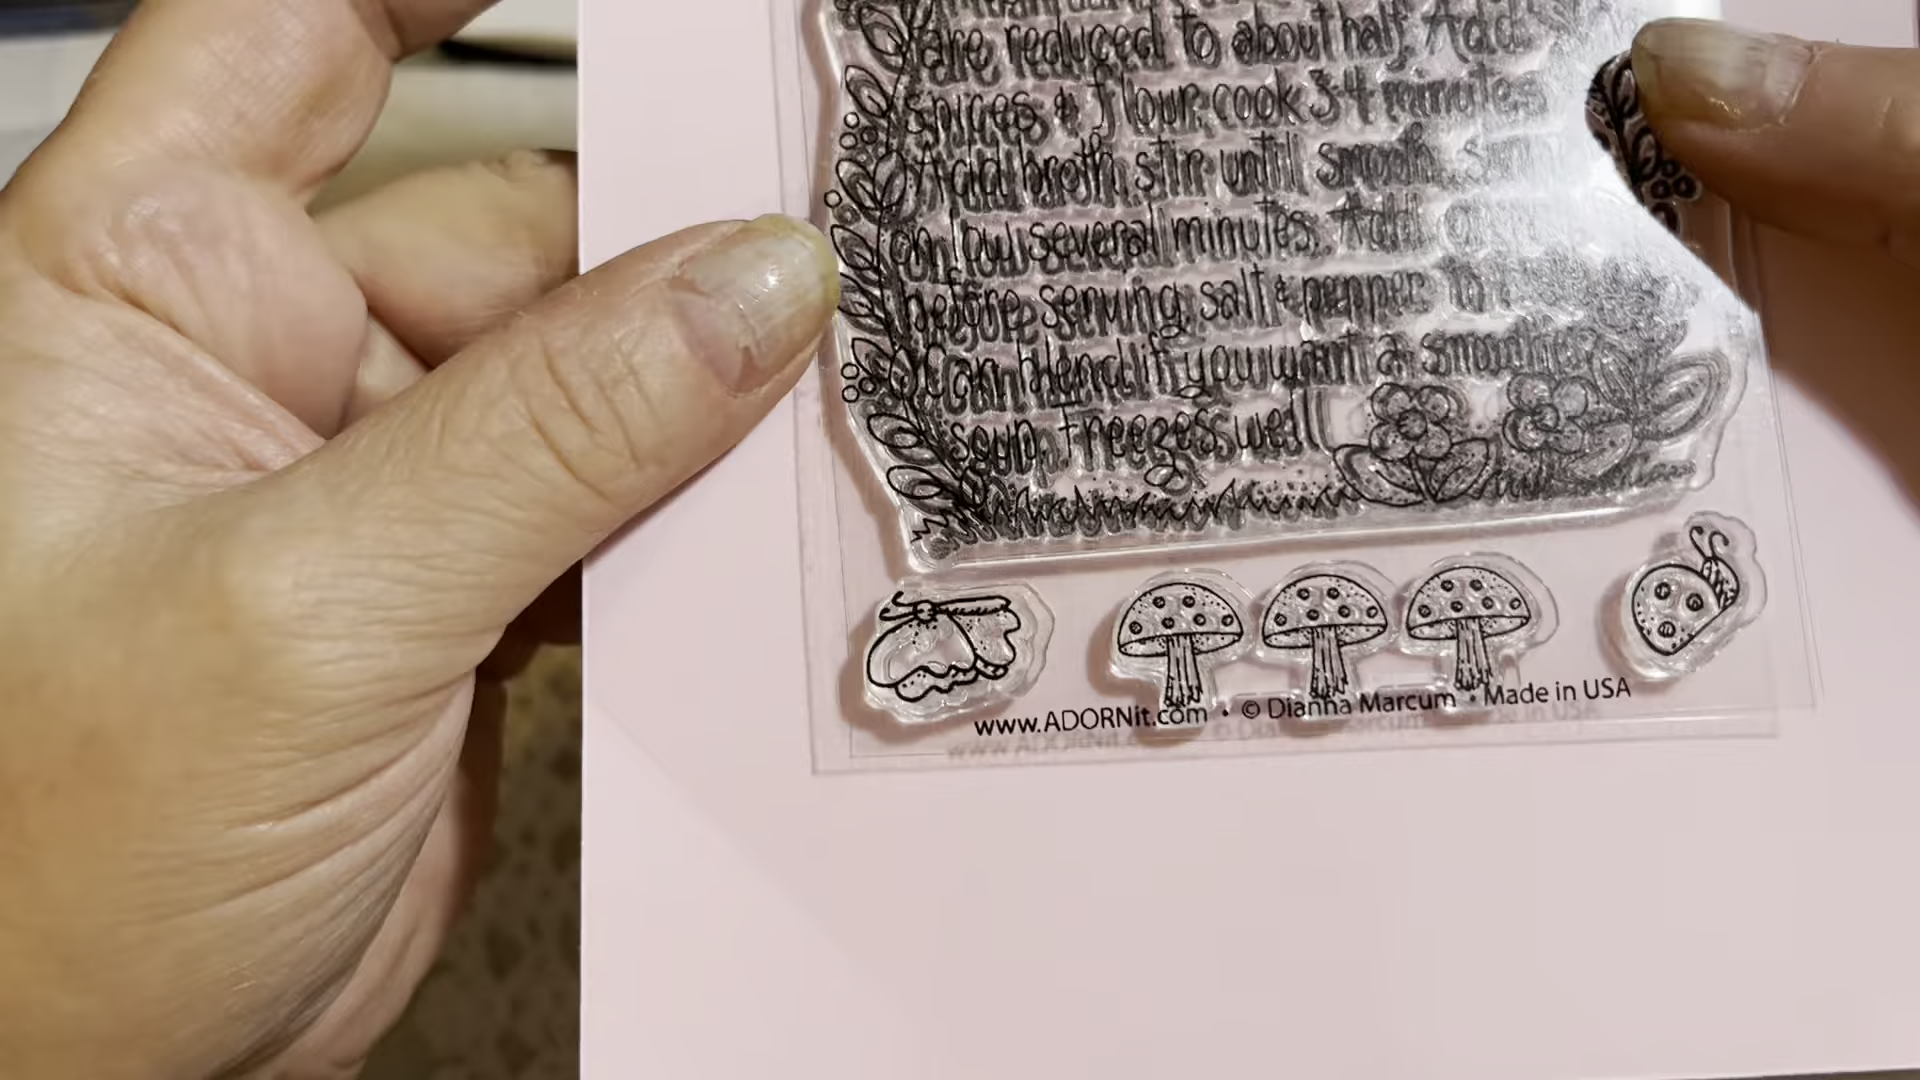 are reduced to about half. Add
spices & flour, cook 3-4 minutes
Add broth, stir until smooth.
on low several minutes. Add
before serving, salt & pepper to
Can blend if you want a
soup. Freezes well
www.ADORNit.com • © Dianna Marcum • Made in USA